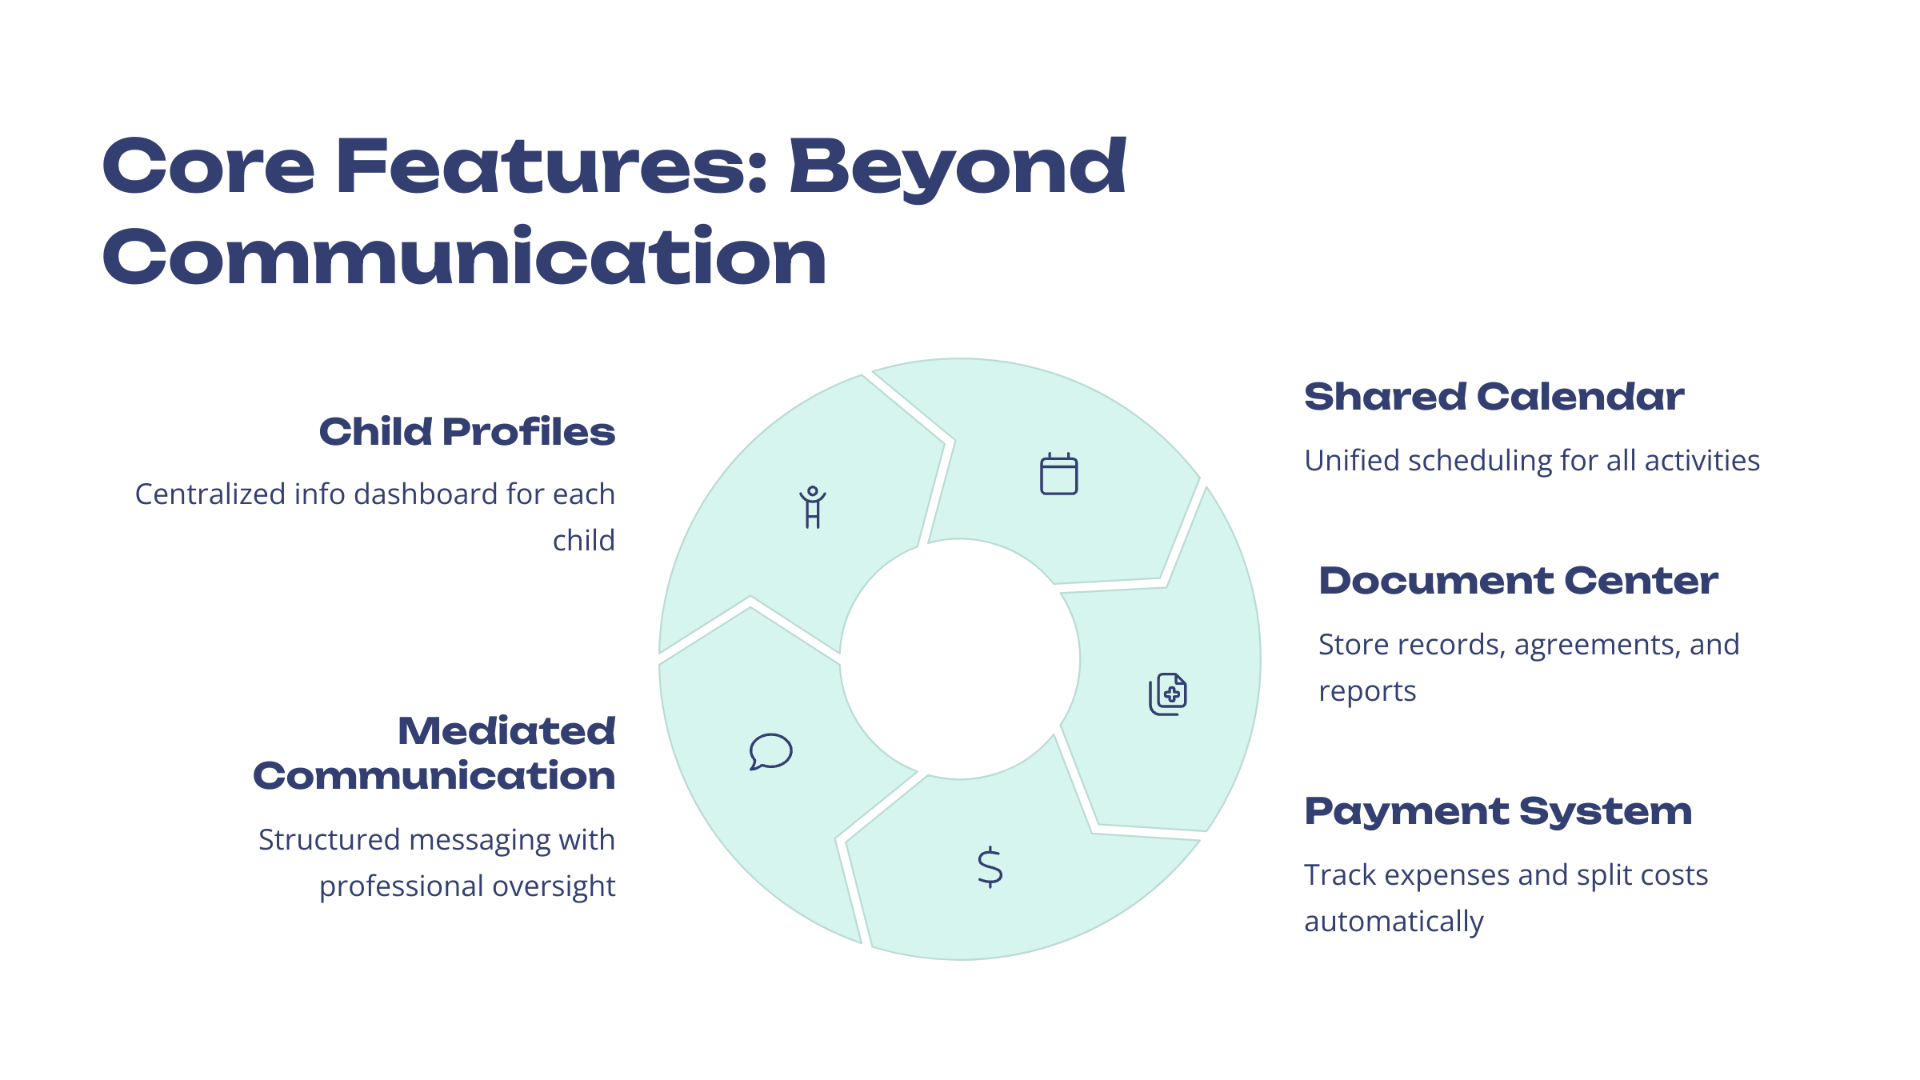 Core Features: Beyond
Communication
Child Profiles
Centralized info dashboard for each
child
Mediated
Communication
Structured messaging with
professional oversight
Shared Calendar
Unified scheduling for all activities
Document Center
Store records, agreements, and
reports
Payment System
Track expenses and split costs
automatically
$